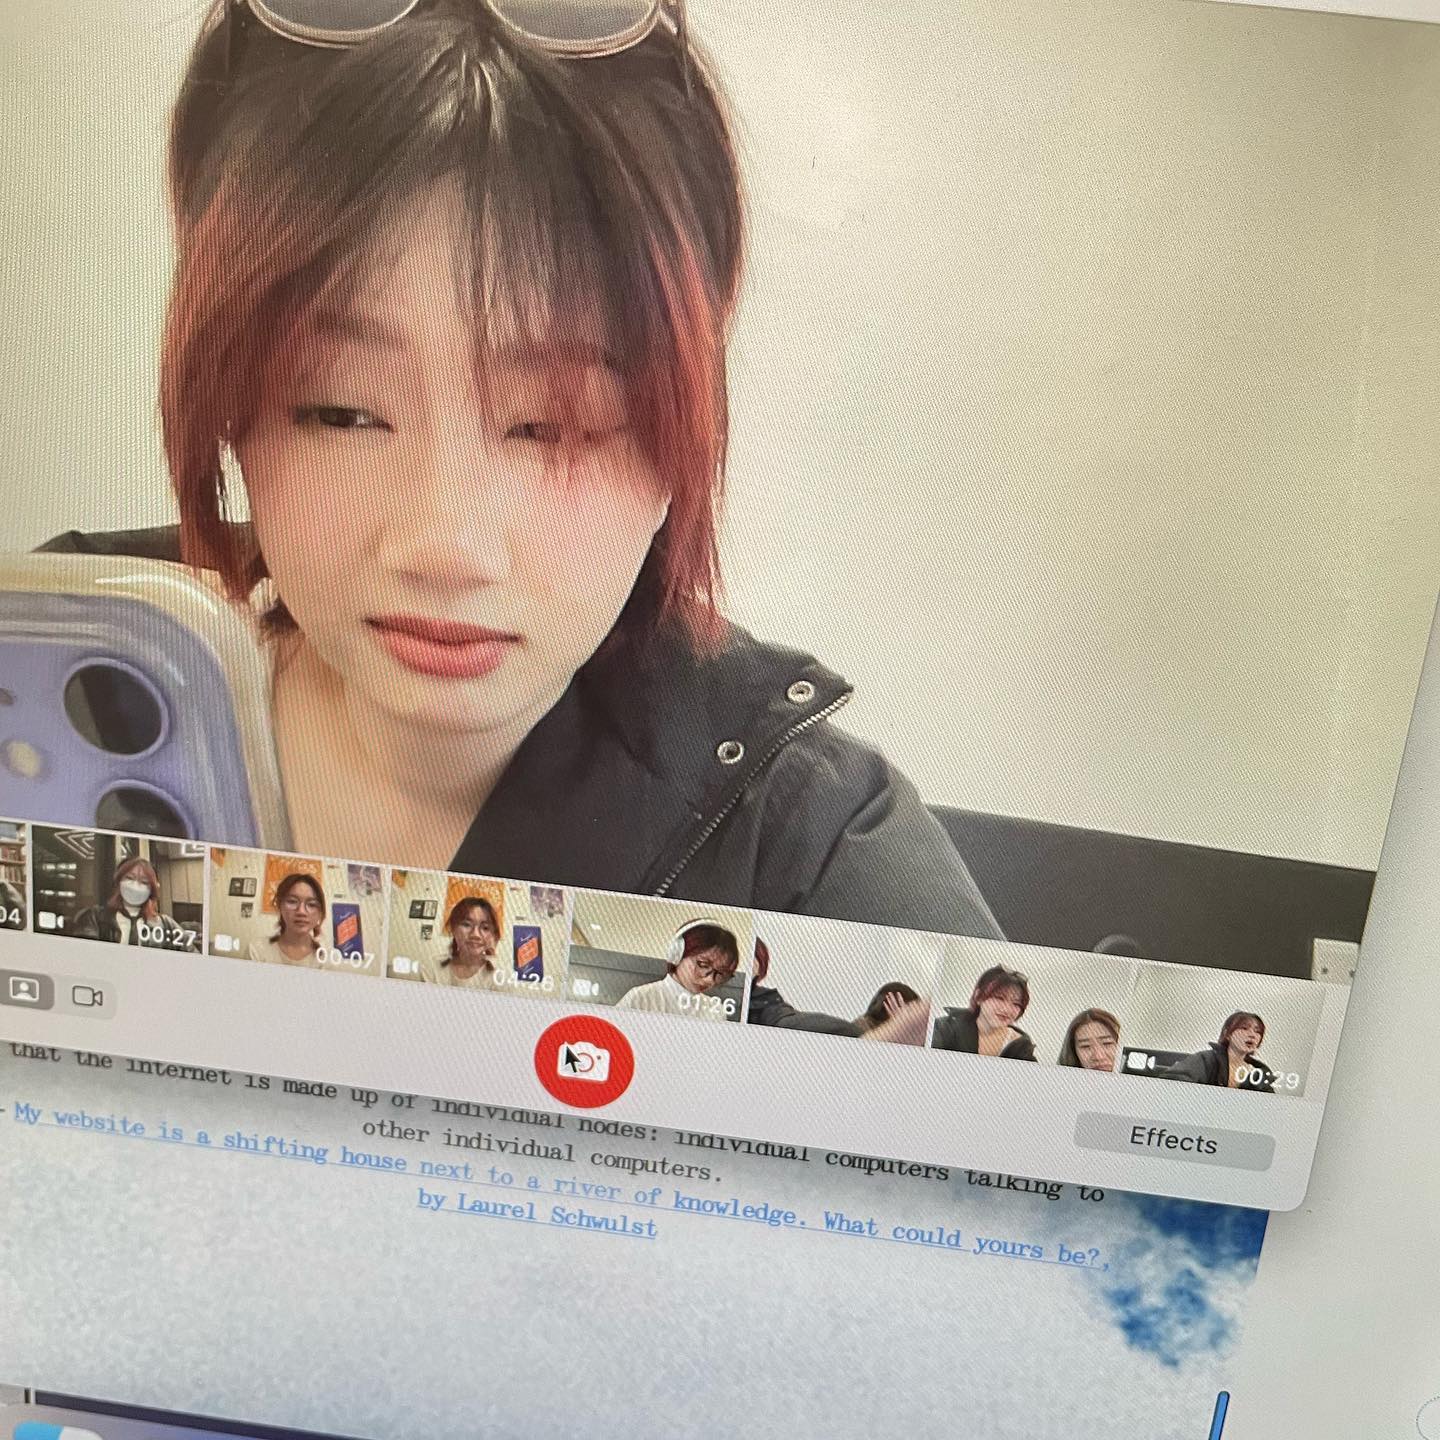 04
00:27
00:07
04:26
01:26
00:29
Effects
that the internet is made up of individual nodes: individual computers talking to
other individual computers.
- My website is a shifting house next to a river of knowledge. What could yours be?,
by Laurel Schwulst